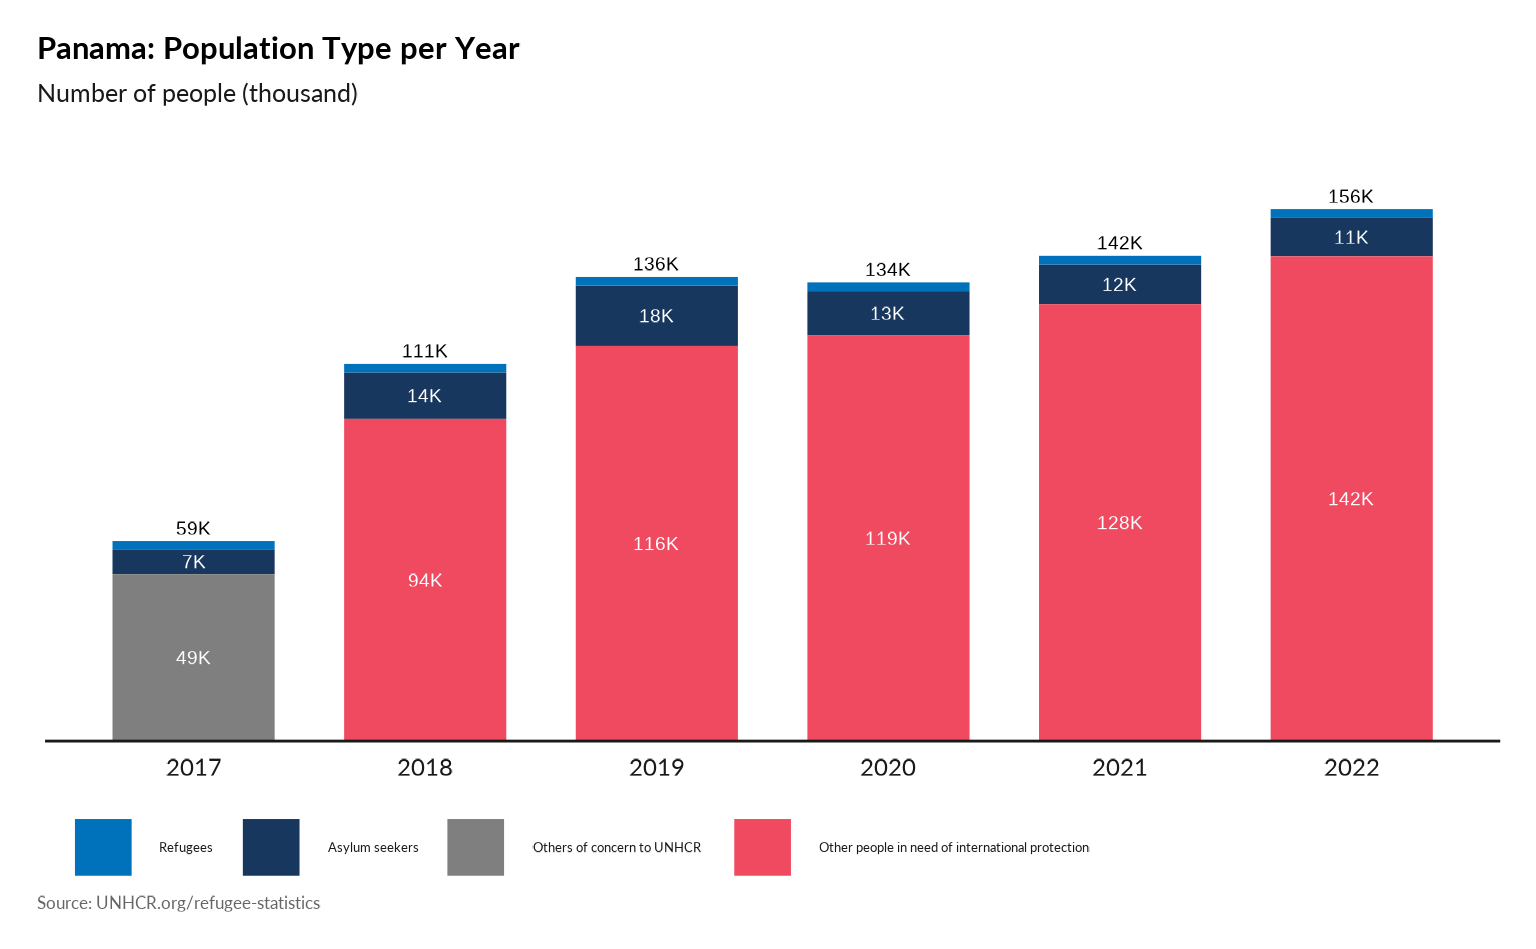 Panama: Population Type per Year
Number of people (thousand)
59K
7K
49K
111K
14K
94K
136K
18K
116K
134K
13K
119K
142K
12K
128K
156K
11K
142K
2017 2018 2019 2020 2021 2022
Refugees Asylum seekers Others of concern to UNHCR Other people in need of international protection
Source: UNHCR.org/refugee-statistics